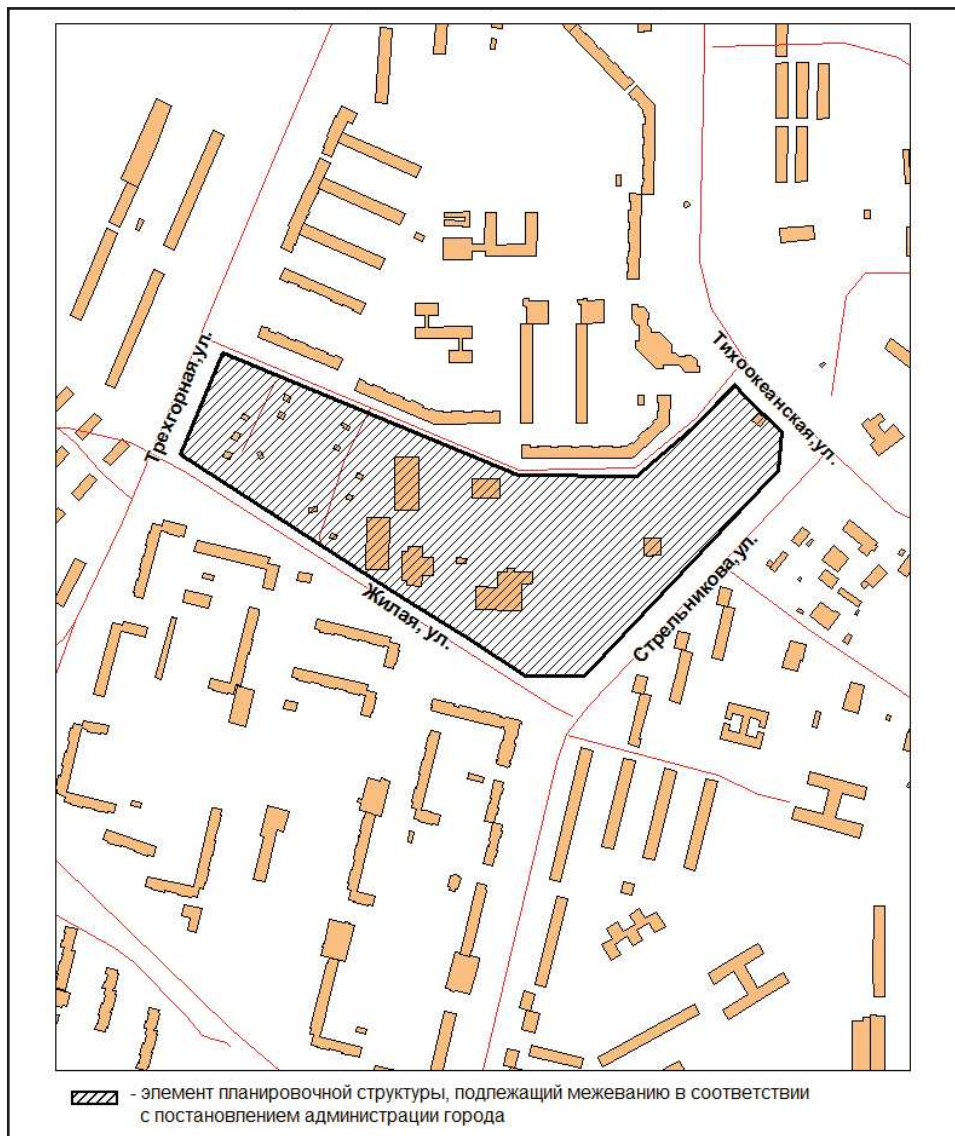 Трехгорная,ул.
Тихоокеанская,ул.
Жилая, ул.
Стрельникова,ул.
- элемент планировочной структуры, подлежащий межеванию в соответствии
с постановлением администрации города